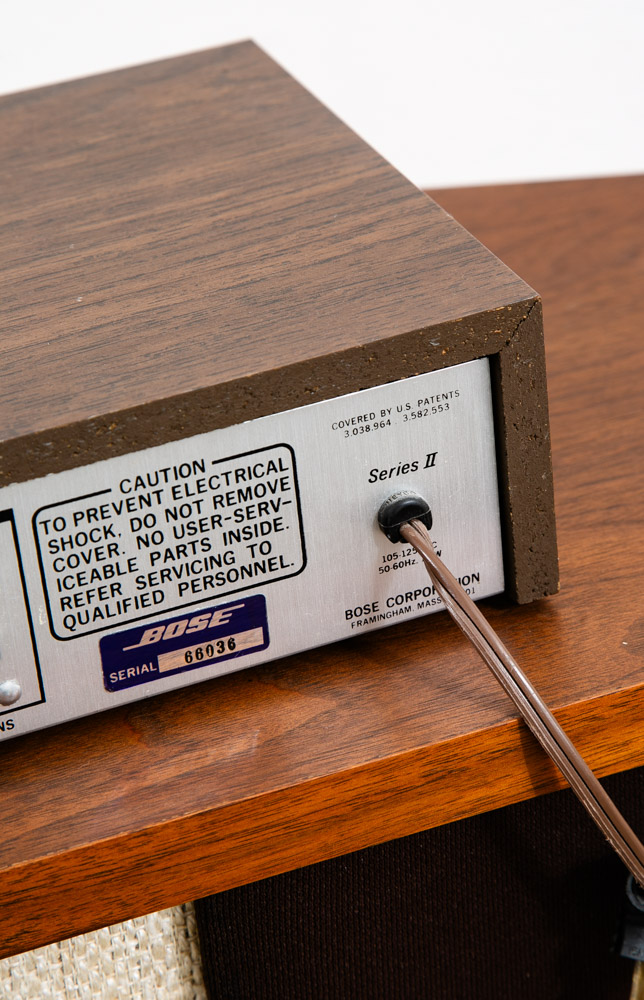 COVERED BY U.S. PATENTS
3.038.964 3.582.553
Series II
CAUTION
TO PREVENT ELECTRICAL
SHOCK, DO NOT REMOVE
COVER. NO USER-SERV-
ICEABLE PARTS INSIDE.
REFER SERVICING TO
QUALIFIED PERSONNEL.
50-60Hz.
BOSE CORPORATION
FRAMINGHAM, MASS
BOSE
SERIAL 66036
NS